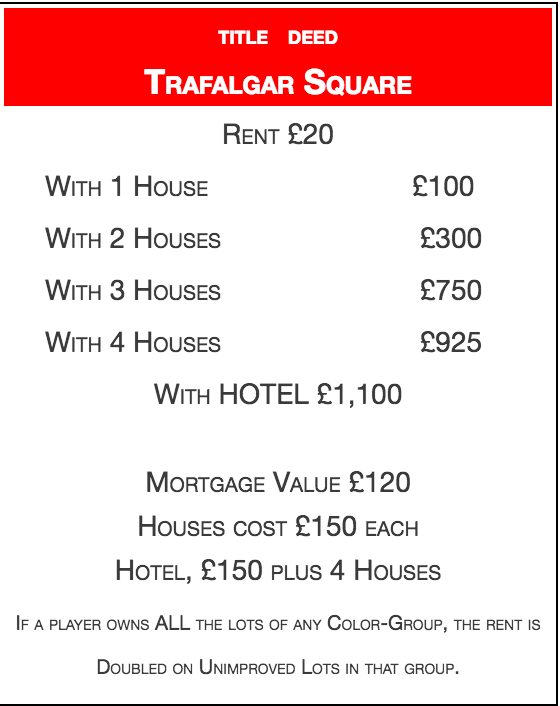 TITLE DEED
TRAFALGAR SQUARE
RENT £20
WITH 1 HOUSE £100
WITH 2 HOUSES £300
WITH 3 HOUSES £750
WITH 4 HOUSES £925
WITH HOTEL £1,100
MORTGAGE VALUE £120
HOUSES COST £150 EACH
HOTEL, £150 PLUS 4 HOUSES
IF A PLAYER OWNS ALL THE LOTS OF ANY COLOR-GROUP, THE RENT IS
DOUBLED ON UNIMPROVED LOTS IN THAT GROUP.